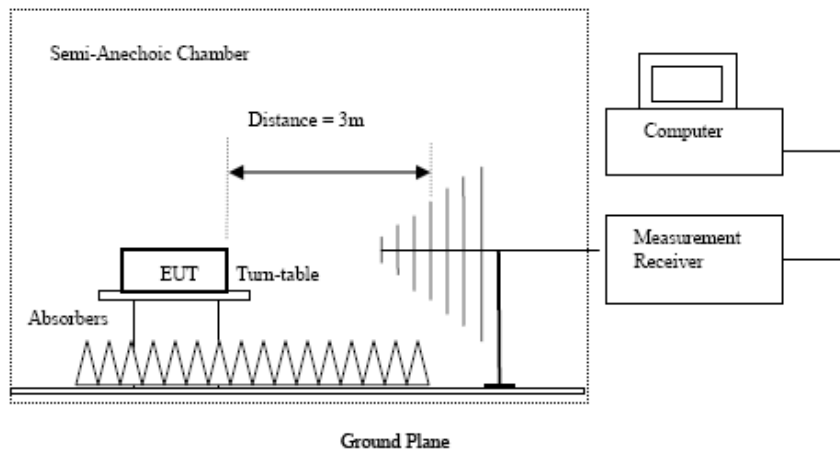 Semi-Anechoic Chamber
Distance = 3m
Computer
Measurement
Receiver
EUT
Turn-table
Absorbers
Ground Plane